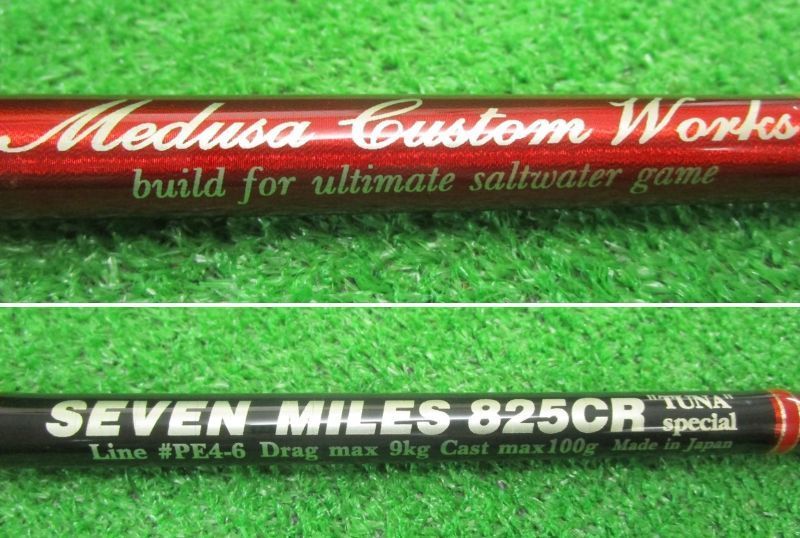 Medusa Custom Works
build for ultimate saltwater game
SEVEN MILES 825CR "TUNA" special
Line #PE4-6 Drag max 9kg Cast max100g Made in Japan